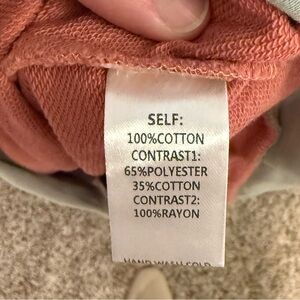 SELF:
100%COTTON
CONTRAST1:
65%POLYESTER
35%COTTON
CONTRAST2:
100%RAYON
HAND WASH COLD